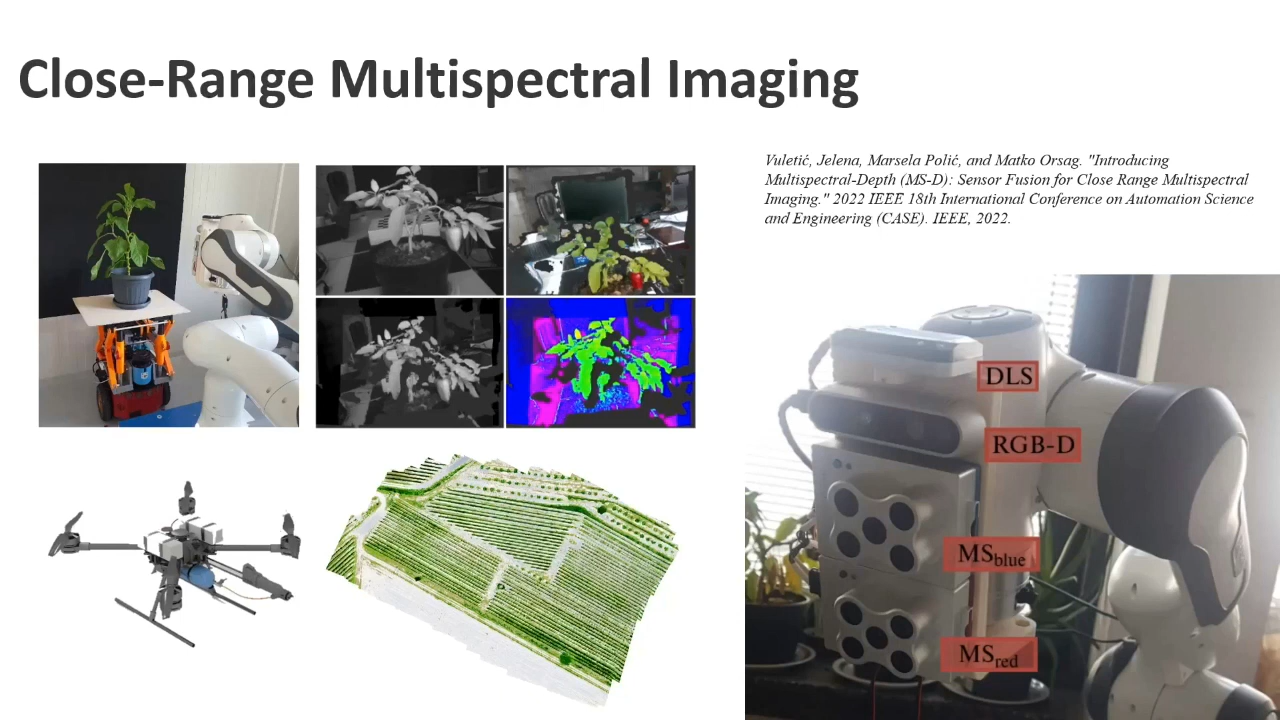 Close-Range Multispectral Imaging
Vuletić, Jelena, Marsela Polić, and Matko Orsag. "Introducing
Multispectral-Depth (MS-D): Sensor Fusion for Close Range Multispectral
Imaging." 2022 IEEE 18th International Conference on Automation Science
and Engineering (CASE). IEEE, 2022.
DLS
RGB-D
MSblue
MSred